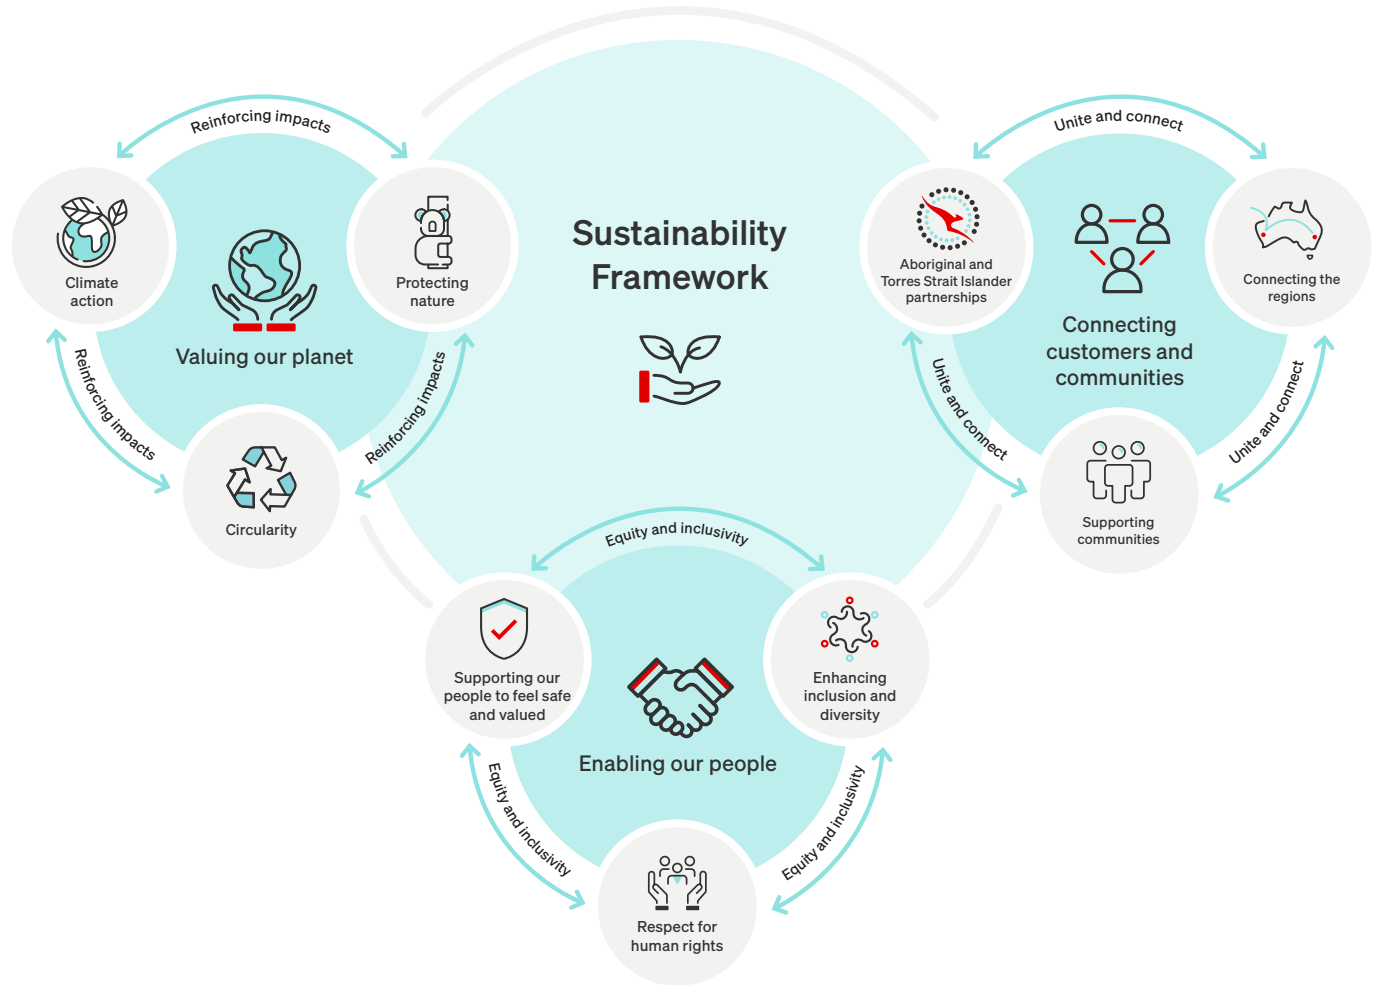 Sustainability
Framework
Reinforcing impacts
Climate
action
Protecting
nature
Valuing our planet
Reinforcing impacts
Reinforcing impacts
Circularity
Unite and connect
Aboriginal and
Torres Strait Islander
partnerships
Connecting the
regions
Connecting
customers and
communities
Unite and connect
Unite and connect
Supporting
communities
Equity and inclusivity
Supporting our
people to feel safe
and valued
Enhancing
inclusion and
diversity
Enabling our people
Equity and inclusivity
Equity and inclusivity
Respect for
human rights